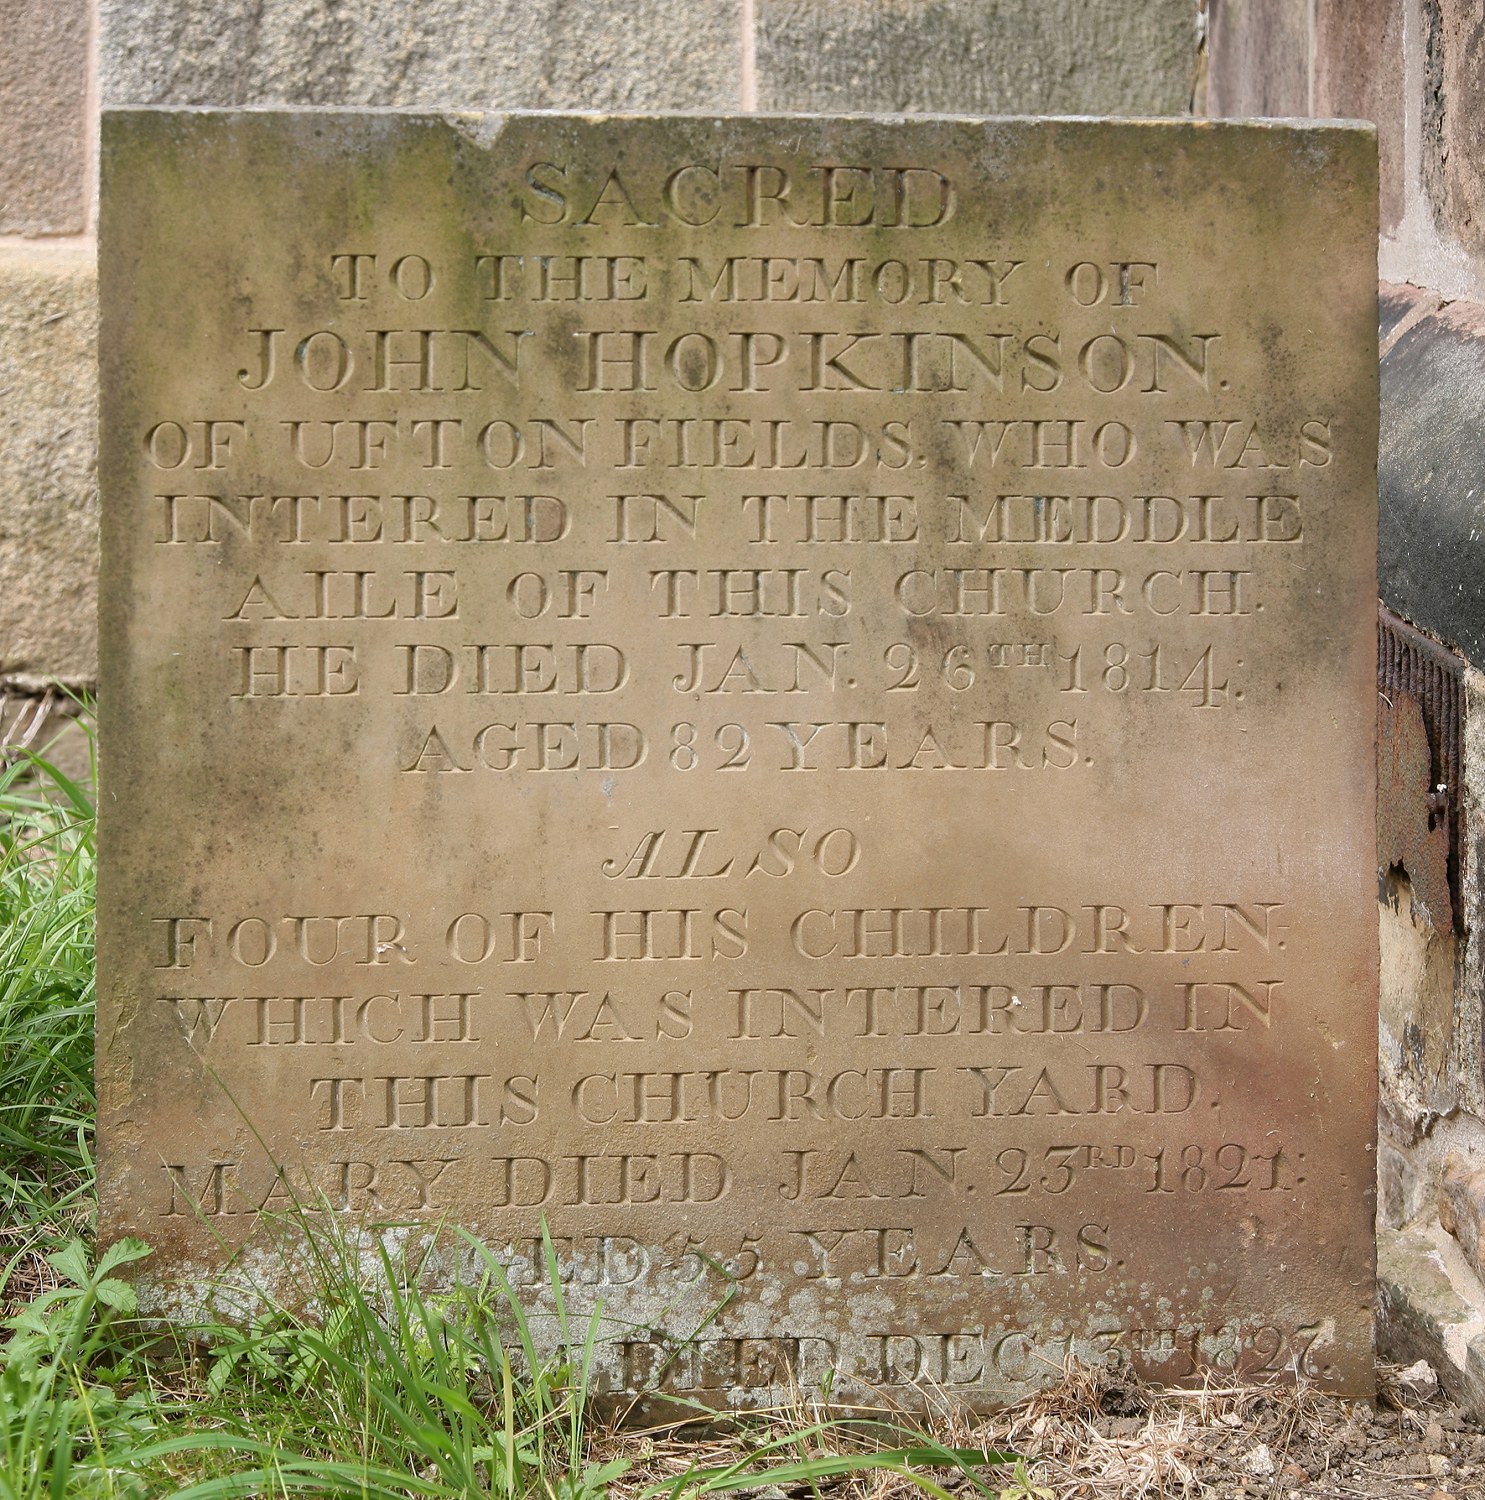 SACRED
TO THE MEMORY OF
JOHN HOPKINSON.
OF UFTON FIELDS. WHO WAS
INTERED IN THE MEDDLE
AILE OF THIS CHURCH.
HE DIED JAN. 26TH 1814:
AGED 82 YEARS.
ALSO
FOUR OF HIS CHILDREN.
WHICH WAS INTERED IN
THIS CHURCH YARD.
MARY DIED JAN. 23RD 1821:
AGED 55 YEARS.
DIED DEC. 13TH 1827.